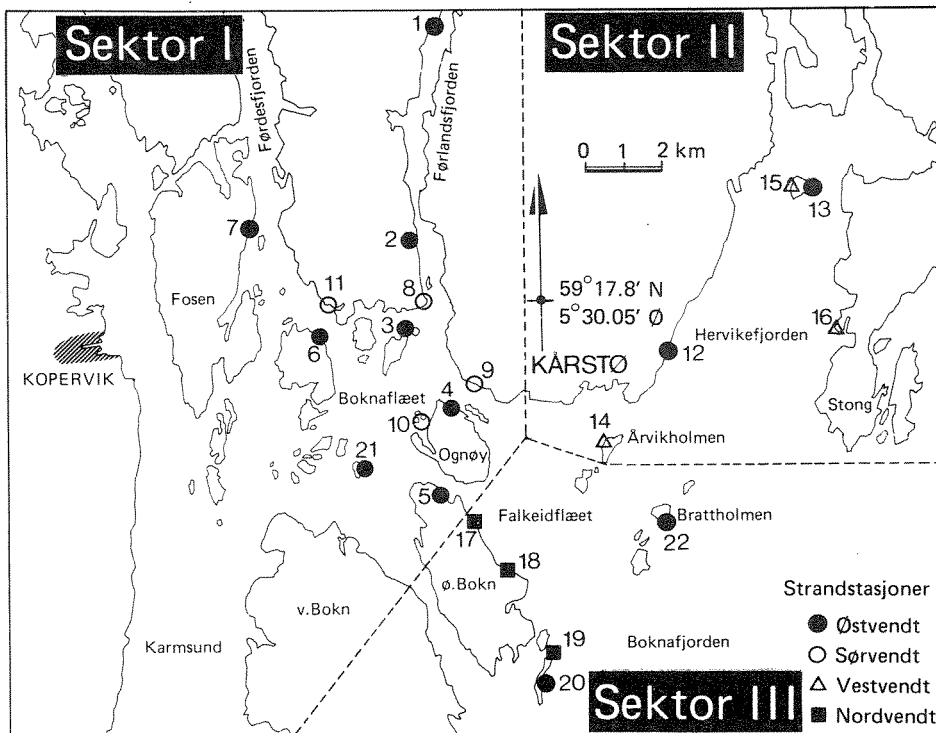 Sektor I
Sektor II
1
Førdesfjorden
Førlandsfjorden
0 1 2 km
15
13
7
2
59° 17.8' N
5° 30.05' Ø
Fosen
11
8
3
6
Hervikefjorden
16
12
KOPERVIK
KÅRSTØ
9
Boknaflæet
4
Stong
10
14
Årvikholmen
Ognøy
21
5
Falkeidflæet
Brattholmen
17
22
18
ø.Bokn
v.Bokn
Strandstasjoner
Østvendt
Karmsund
19
Boknafjorden
Sørvendt
20
Sektor III
Vestvendt
Nordvendt